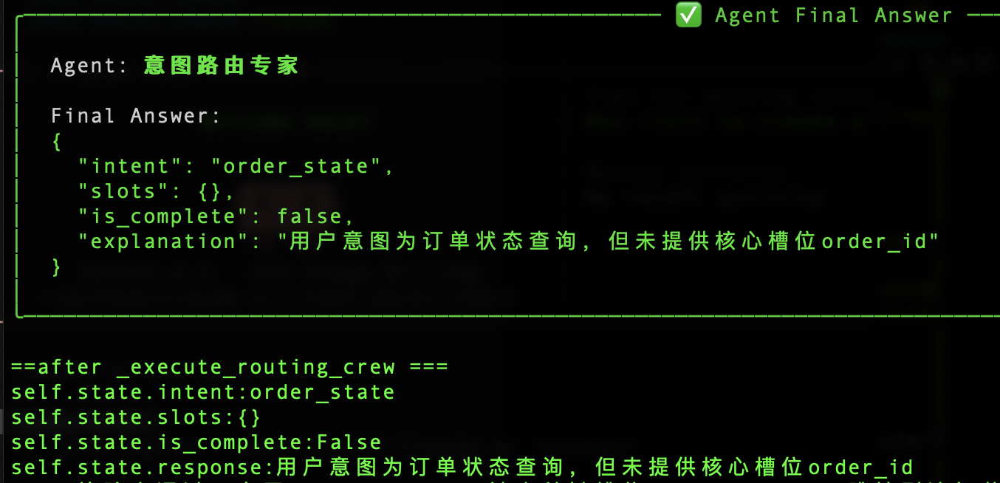 ✅ Agent Final Answer
Agent: 意图路由专家
Final Answer:
{
"intent": "order_state",
"slots": {},
"is_complete": false,
"explanation": "用户意图为订单状态查询，但未提供核心槽位order_id"
}
==after _execute_routing_crew ===
self.state.intent:order_state
self.state.slots:{}
self.state.is_complete:False
self.state.response:用户意图为订单状态查询，但未提供核心槽位order_id